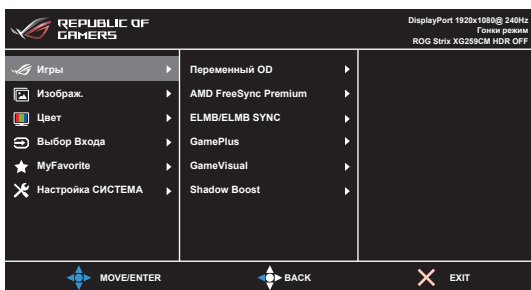 REPUBLIC OF
GAMERS
DisplayPort 1920x1080@ 240Hz
Гонки режим
ROG Strix XG259CM HDR OFF
Игры
Изображ.
Цвет
Выбор Входа
MyFavorite
Настройка СИСТЕМА
Переменный OD
AMD FreeSync Premium
ELMB/ELMB SYNC
GamePlus
GameVisual
Shadow Boost
MOVE/ENTER
BACK
EXIT